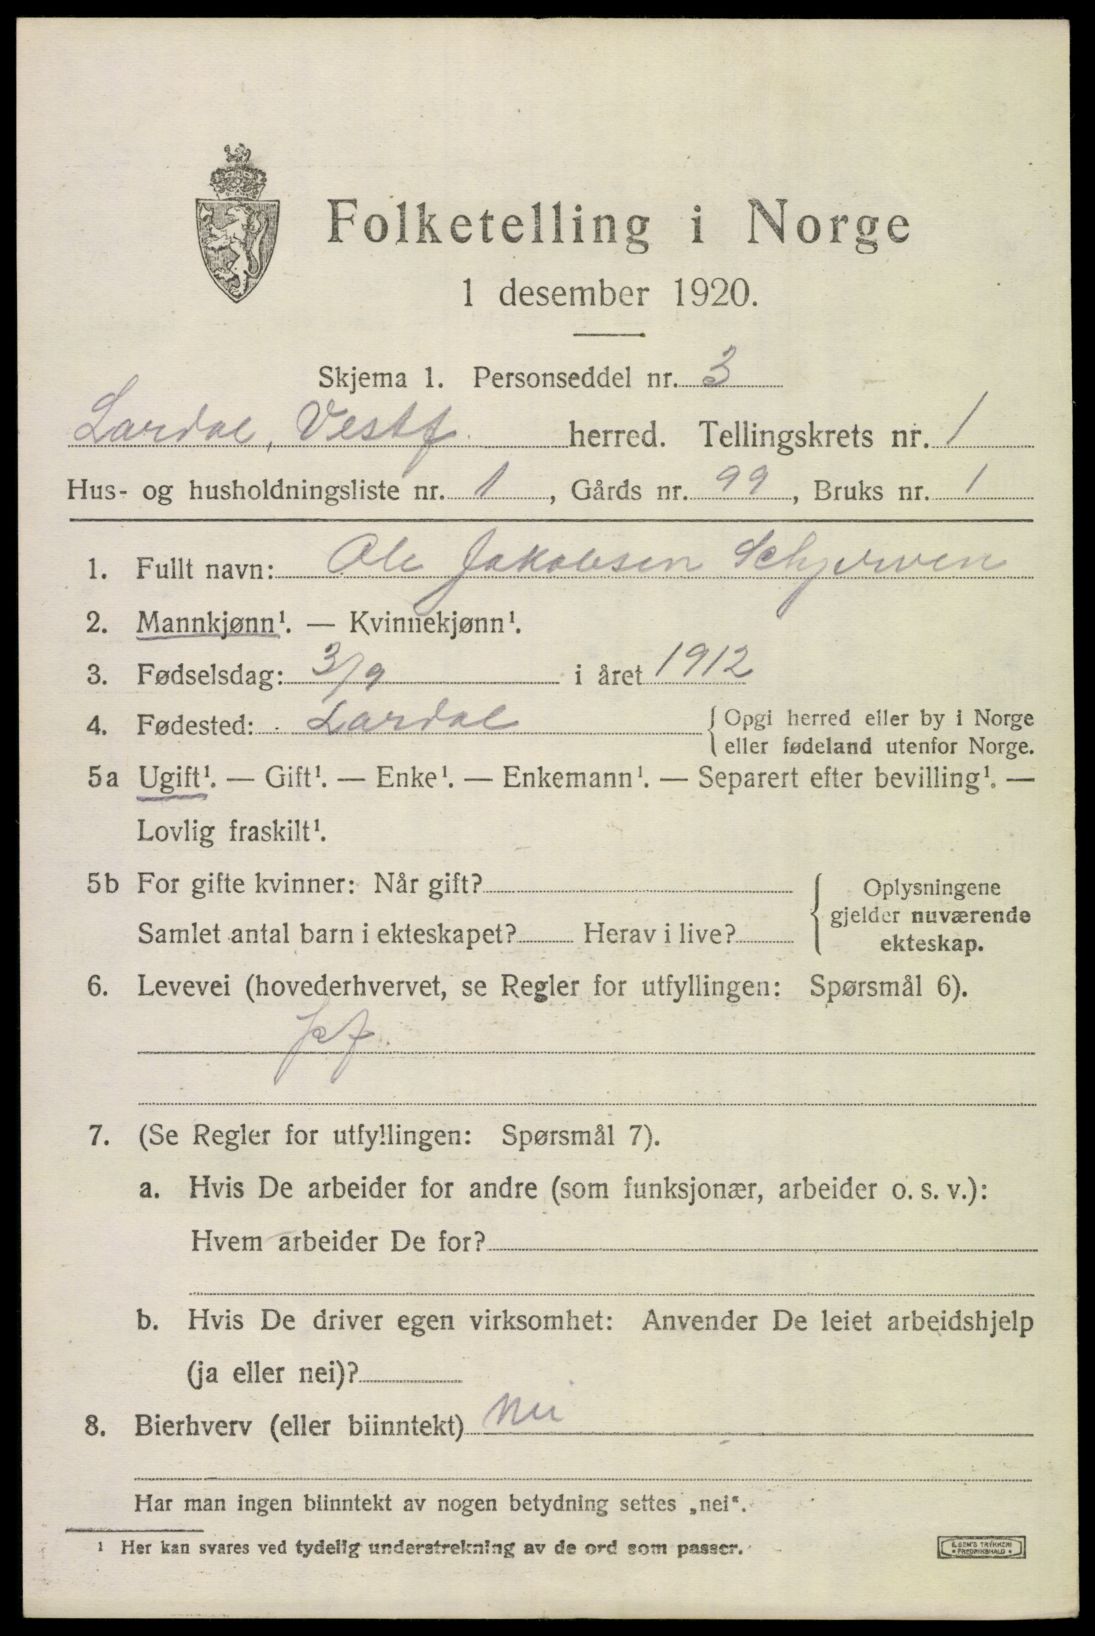 Folketelling i Norge
1 desember 1920.
Skjema 1. Personseddel nr. 3
Lardal, Vestf. herred. Tellingskrets nr. 1
Hus- og husholdningsliste nr. 1, Gårds nr. 99, Bruks nr. 1
1. Fullt navn: Ole Jakobsen Schjerven
2. Mannkjønn¹. — Kvinnekjønn¹.
3. Fødselsdag: 3/9 i året 1912
4. Fødested: Lardal { Opgi herred eller by i Norge
eller fødeland utenfor Norge.
5a Ugift¹. — Gift¹. — Enke¹. — Enkemann¹. — Separert efter bevilling¹. —
Lovlig fraskilt¹.
5b For gifte kvinner: Når gift? { Oplysningene
gjelder nuværende
Samlet antal barn i ekteskapet? Herav i live?
ekteskap.
6. Levevei (hovederhvervet, se Regler for utfyllingen: Spørsmål 6).
7. (Se Regler for utfyllingen: Spørsmål 7).
a. Hvis De arbeider for andre (som funksjonær, arbeider o. s. v.):
Hvem arbeider De for?
b. Hvis De driver egen virksomhet: Anvender De leiet arbeidshjelp
(ja eller nei)?
8. Bierhverv (eller biinntekt) nei
Har man ingen biinntekt av nogen betydning settes „nei“.
¹ Her kan svares ved tydelig understrekning av de ord som passer.
E. SEM'S TRYKKERI
• FREDRIKSHALD •